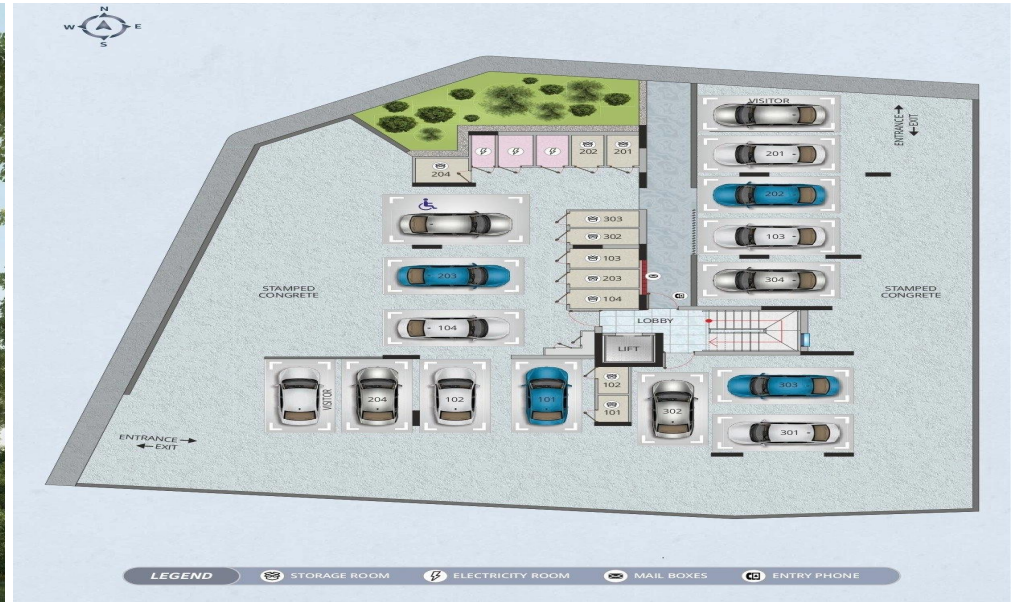 N
W E
S
VISITOR
ENTRANCE
EXIT
201
202
103
304
204
202
201
303
302
103
203
104
203
104
STAMPED
CONCRETE
STAMPED
CONCRETE
LOBBY
LIFT
VISITOR
204
102
101
102
101
302
303
301
ENTRANCE
EXIT
LEGEND
STORAGE ROOM
ELECTRICITY ROOM
MAIL BOXES
ENTRY PHONE